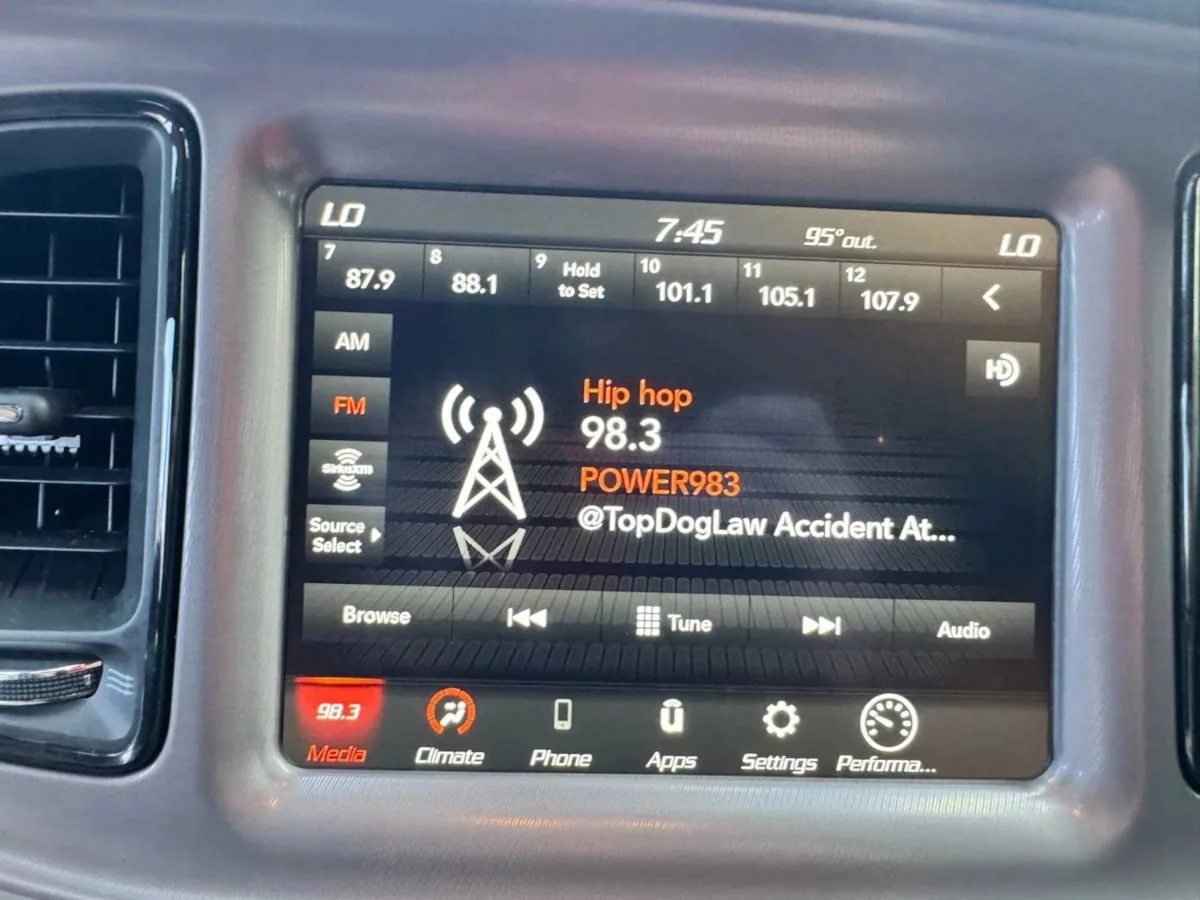 LO 7:45 95° out. LO
7 87.9 8 88.1 9 Hold to Set 10 101.1 11 105.1 12 107.9
AM
HD
FM
Hip hop
98.3
SiriusXM
POWER983
@TopDogLaw Accident At...
Source
Select
Browse Tune Audio
98.3
Media Climate Phone Apps Settings Performa...